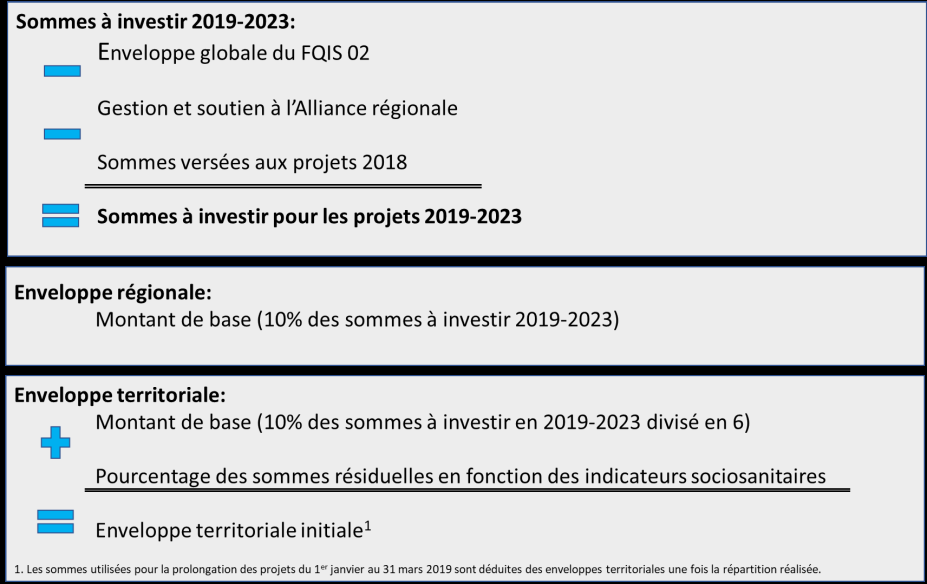 Sommes à investir 2019-2023:
Enveloppe globale du FQIS 02
Gestion et soutien à l’Alliance régionale
Sommes versées aux projets 2018
Sommes à investir pour les projets 2019-2023
Enveloppe régionale:
Montant de base (10% des sommes à investir 2019-2023)
Enveloppe territoriale:
Montant de base (10% des sommes à investir en 2019-2023 divisé en 6)
Pourcentage des sommes résiduelles en fonction des indicateurs sociosanitaires
Enveloppe territoriale initiale¹
1. Les sommes utilisées pour la prolongation des projets du 1er janvier au 31 mars 2019 sont déduites des enveloppes territoriales une fois la répartition réalisée.